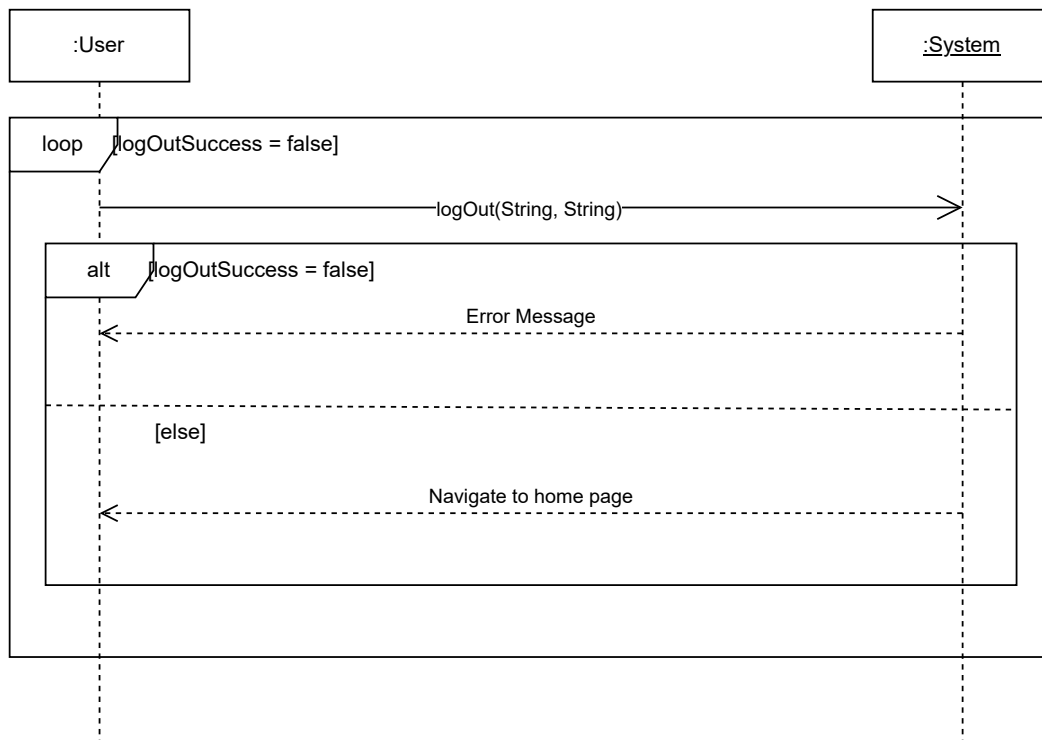 :User
:System
loop
[logOutSuccess = false]
logOut(String, String)
alt
[logOutSuccess = false]
Error Message
[else]
Navigate to home page